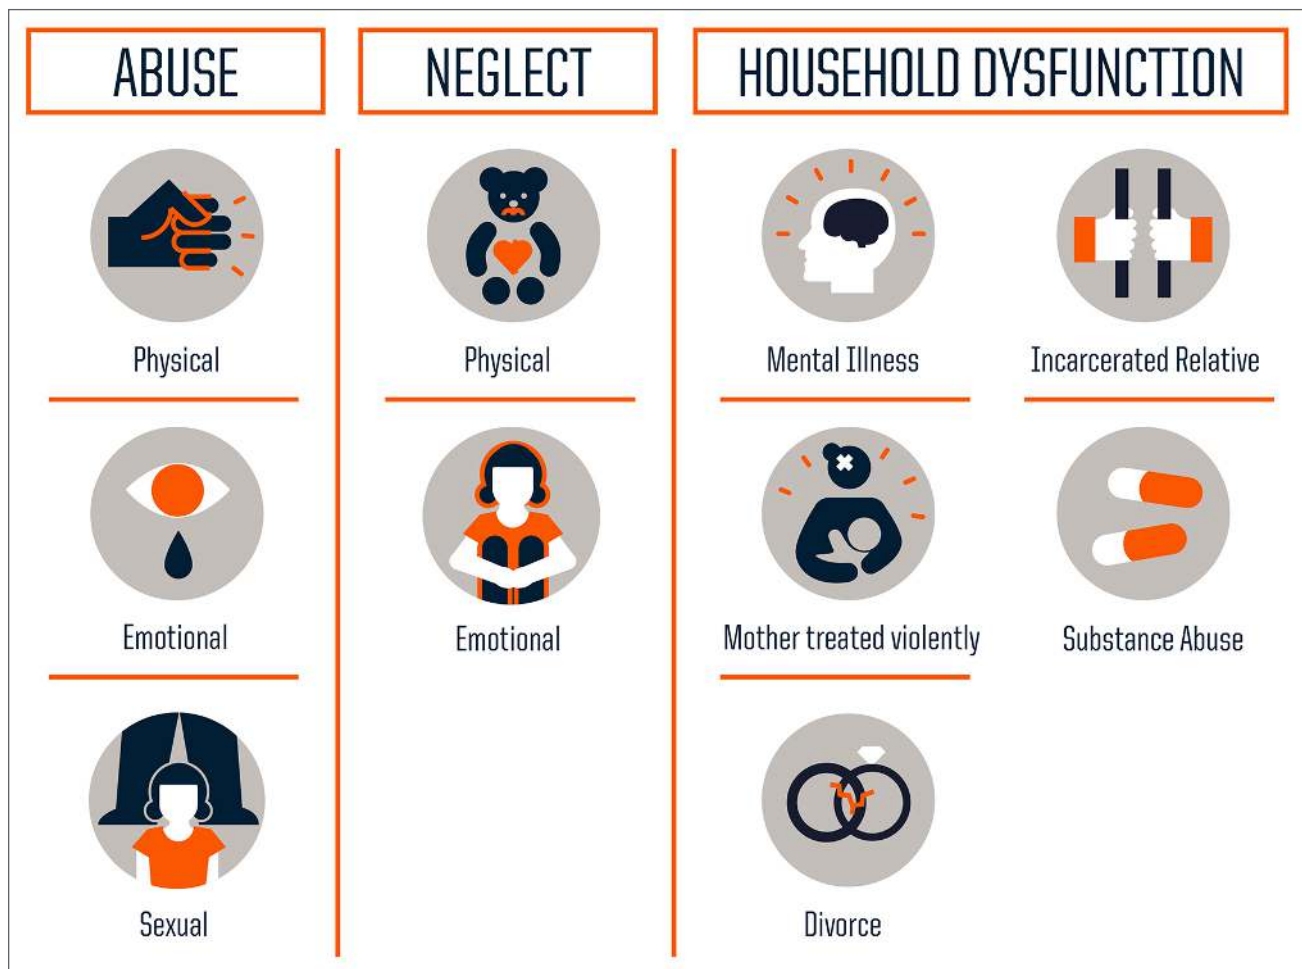 ABUSE
Physical
Emotional
Sexual
NEGLECT
Physical
Emotional
HOUSEHOLD DYSFUNCTION
Mental Illness
Incarcerated Relative
Mother treated violently
Substance Abuse
Divorce